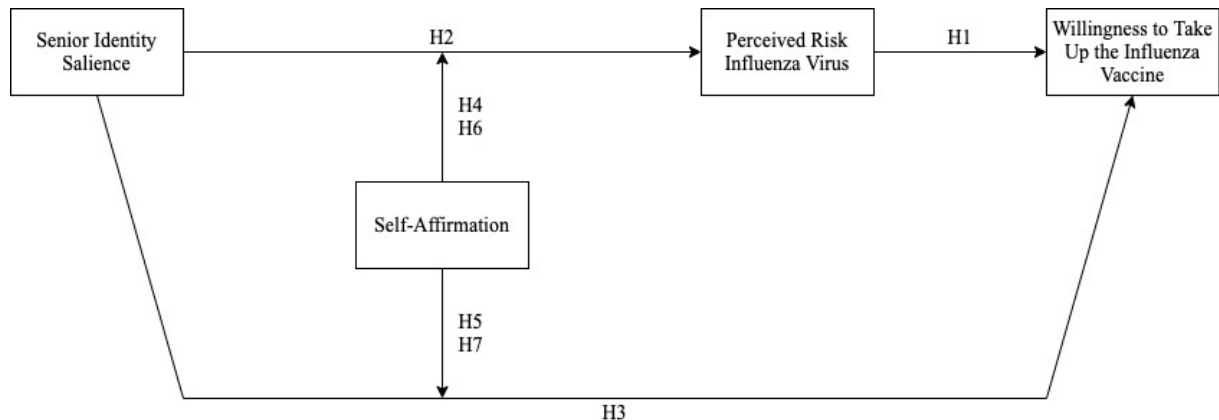 Senior Identity
Salience
H2
Perceived Risk
Influenza Virus
H1
Willingness to Take
Up the Influenza
Vaccine
H4
H6
Self-Affirmation
H5
H7
H3